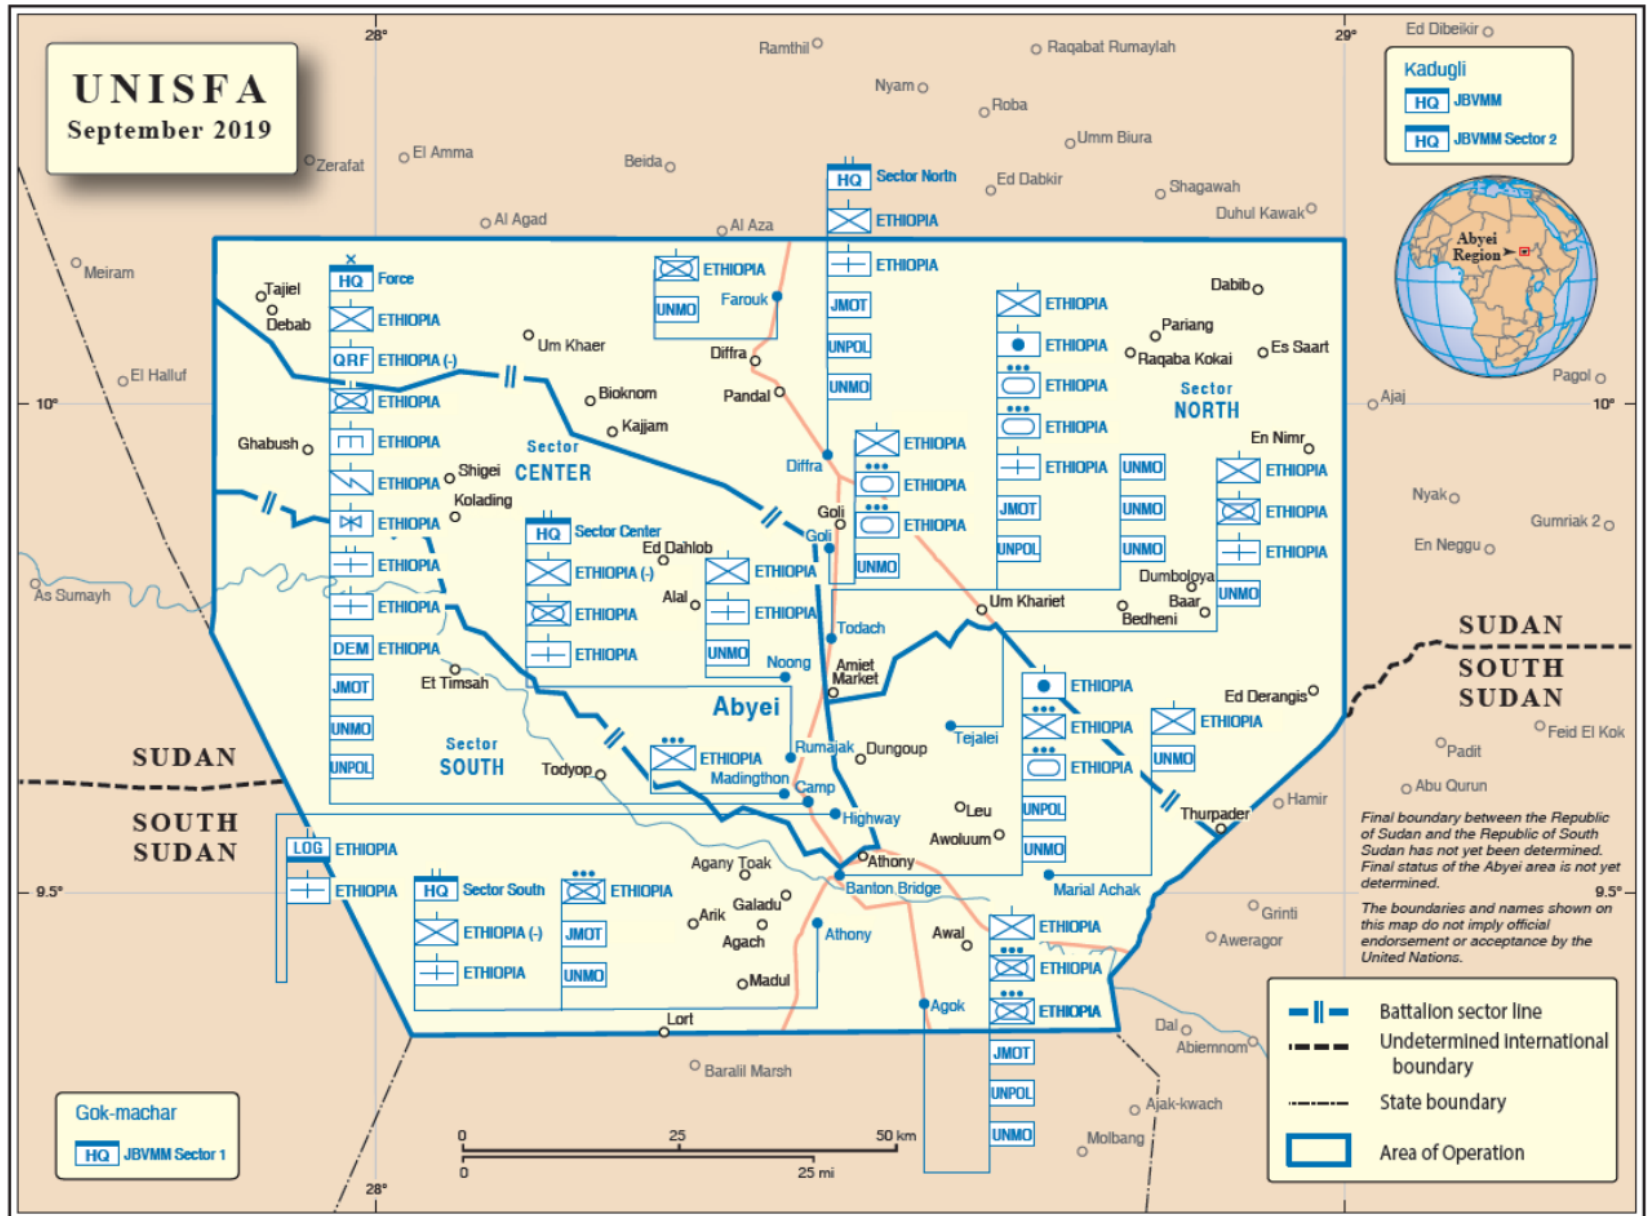 28°
29°
UNISFA
September 2019
Ramthil
Raqabat Rumaylah
Ed Dibeikir
Nyam
Roba
Umm Biura
Zerafat
El Amma
Beida
Ed Dabkir
Shagawah
Duhul Kawak
Al Agad
Al Aza
Meiram
El Halluf
Kadugli
HQ JBVMM
HQ JBVMM Sector 2
Abyei
Region
HQ Sector North
ETHIOPIA
ETHIOPIA
JMOT
UNPOL
UNMO
Diffra
HQ Force
ETHIOPIA
QRF ETHIOPIA (-)
ETHIOPIA
ETHIOPIA
ETHIOPIA
ETHIOPIA
ETHIOPIA
ETHIOPIA
DEM ETHIOPIA
JMOT
UNMO
UNPOL
Camp
Tajiel
Debab
Um Khaer
Bioknom
Kajjam
Ghabush
Shigei
Kolading
ETHIOPIA
UNMO
Farouk
Diffra
Pandal
Sector
CENTER
ETHIOPIA
ETHIOPIA
ETHIOPIA
UNMO
Goli
Goli
ETHIOPIA
ETHIOPIA
ETHIOPIA
ETHIOPIA
ETHIOPIA
JMOT
UNPOL
UNMO
UNMO
UNMO
Todach
Dabib
Pariang
Raqaba Kokai
Es Saart
Sector
NORTH
En Nimr
ETHIOPIA
ETHIOPIA
ETHIOPIA
UNMO
Tejalei
Pagol
Ajaj
10°
10°
Nyak
Gumriak 2
En Neggu
As Sumayh
HQ Sector Center
ETHIOPIA (-)
ETHIOPIA
ETHIOPIA
Rumajak
Ed Dahlob
Alal
ETHIOPIA
ETHIOPIA
UNMO
Noong
Um Khariet
Dumboloya
Baar
Bedheni
Amiet
Market
Et Timsah
Abyei
Sector
SOUTH
Todyop
ETHIOPIA
Madingthon
Dungoup
Leu
Awoluum
ETHIOPIA
ETHIOPIA
ETHIOPIA
UNPOL
UNMO
Banton Bridge
ETHIOPIA
UNMO
Marial Achak
Ed Derangis
Thurpader
SUDAN
SOUTH
SUDAN
Feid El Kok
Padit
Abu Qurun
Hamir
SUDAN
SOUTH
SUDAN
LOG ETHIOPIA
ETHIOPIA
Highway
9.5°
9.5°
HQ Sector South
ETHIOPIA (-)
ETHIOPIA
ETHIOPIA
JMOT
UNMO
Athony
Athony
Agany Toak
Galadu
Arik
Agach
Madul
Lort
Awal
ETHIOPIA
ETHIOPIA
ETHIOPIA
JMOT
UNPOL
UNMO
Agok
Grinti
Aweragor
Dal
Abiemnom
Ajak-kwach
Molbang
Baralil Marsh
Final boundary between the Republic
of Sudan and the Republic of South
Sudan has not yet been determined.
Final status of the Abyei area is not yet
determined.
The boundaries and names shown on
this map do not imply official
endorsement or acceptance by the
United Nations.
Battalion sector line
Undetermined international
boundary
State boundary
Area of Operation
Gok-machar
HQ JBVMM Sector 1
0 25 50 km
0 25 mi
28°